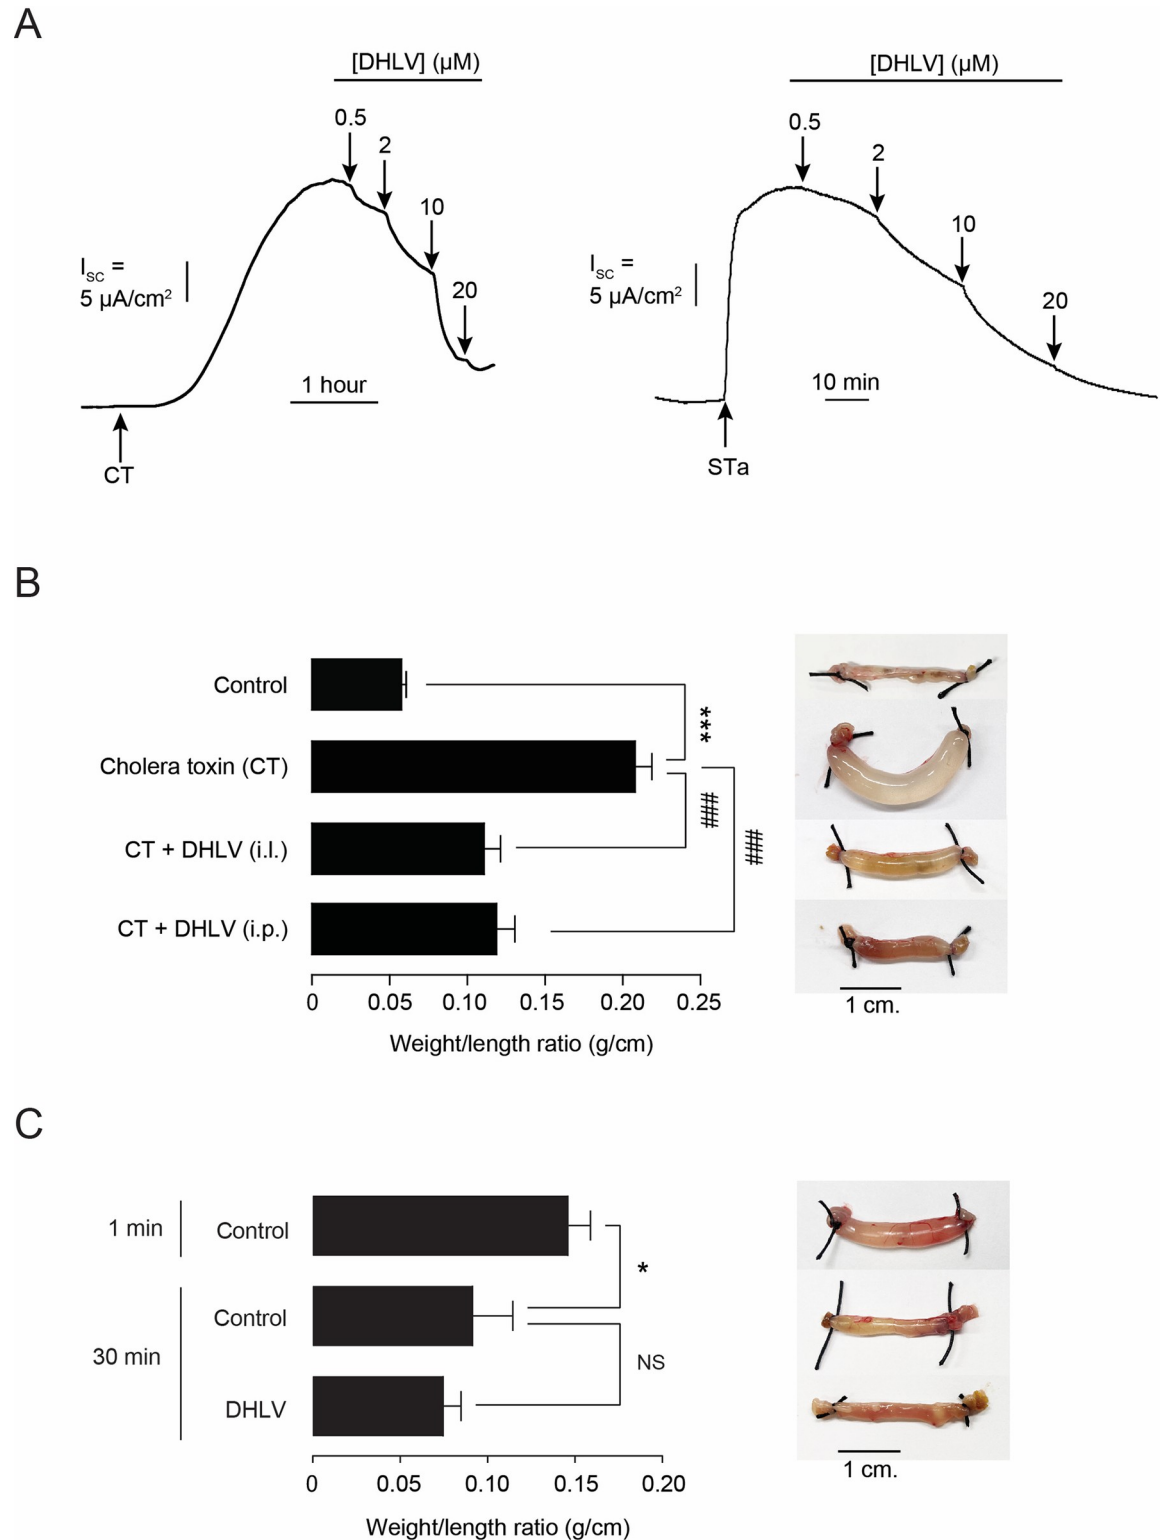 A
[DHLV] (µM)
0.5
2
10
20
I_SC =
5 µA/cm²
1 hour
CT
[DHLV] (µM)
0.5
2
10
20
I_SC =
5 µA/cm²
10 min
STa
B
Control
Cholera toxin (CT)
CT + DHLV (i.l.)
CT + DHLV (i.p.)
***
###
###
0 0.05 0.10 0.15 0.20 0.25
Weight/length ratio (g/cm)
1 cm.
C
1 min
Control
30 min
Control
DHLV
*
NS
0 0.05 0.10 0.15 0.20
Weight/length ratio (g/cm)
1 cm.